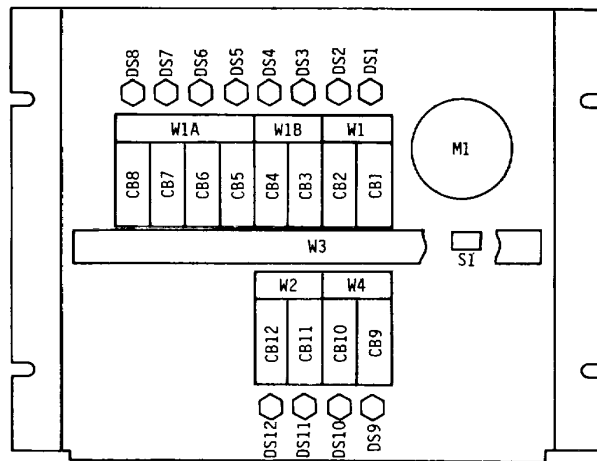 DS8 DS7 DS6 DS5 DS4 DS3 DS2 DS1
W1A W1B W1
M1
CB8 CB7 CB6 CB5 CB4 CB3 CB2 CB1
W3
S1
W2 W4
CB12 CB11 CB10 CB9
DS12 DS11 DS10 DS9